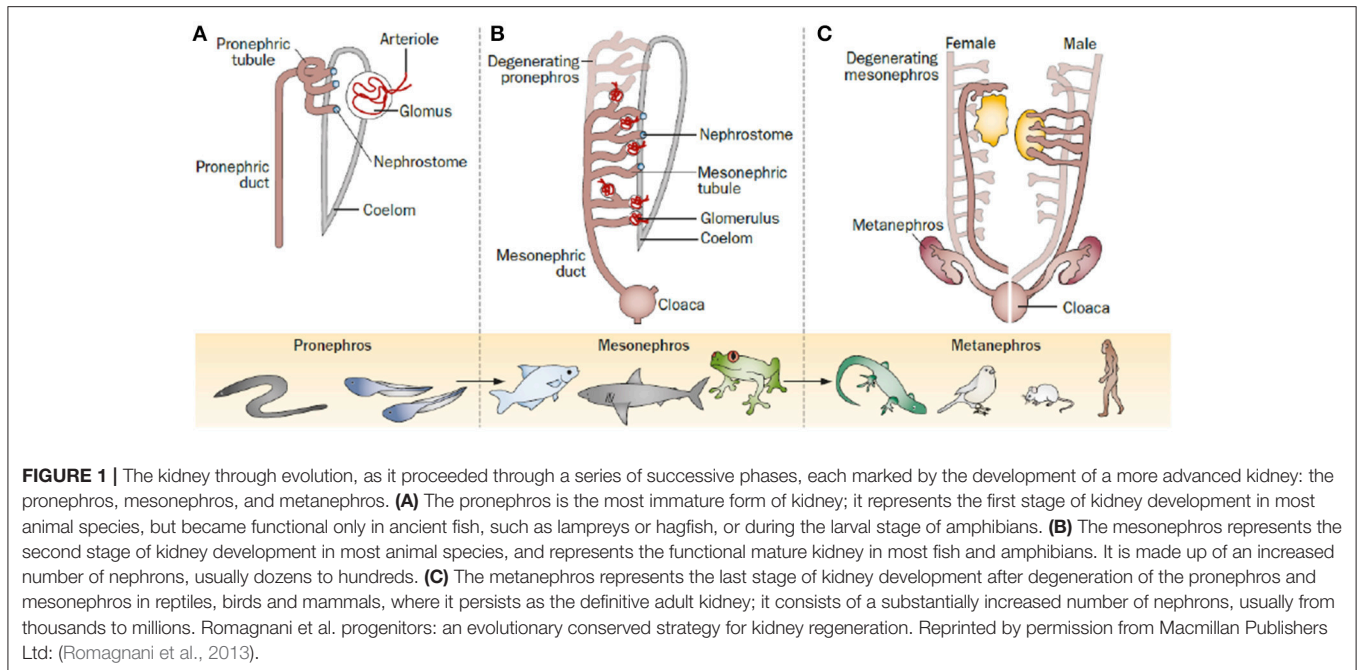 A
Pronephric
tubule
Arteriole
Glomus
Nephrostome
Pronephric
duct
Coelom
B
Degenerating
pronephros
Nephrostome
Mesonephric
tubule
Glomerulus
Coelom
Mesonephric
duct
Cloaca
C
Female
Male
Degenerating
mesonephros
Metanephros
Cloaca
Pronephros
Mesonephros
Metanephros
FIGURE 1 | The kidney through evolution, as it proceeded through a series of successive phases, each marked by the development of a more advanced kidney: the
pronephros, mesonephros, and metanephros. (A) The pronephros is the most immature form of kidney; it represents the first stage of kidney development in most
animal species, but became functional only in ancient fish, such as lampreys or hagfish, or during the larval stage of amphibians. (B) The mesonephros represents the
second stage of kidney development in most animal species, and represents the functional mature kidney in most fish and amphibians. It is made up of an increased
number of nephrons, usually dozens to hundreds. (C) The metanephros represents the last stage of kidney development after degeneration of the pronephros and
mesonephros in reptiles, birds and mammals, where it persists as the definitive adult kidney; it consists of a substantially increased number of nephrons, usually from
thousands to millions. Romagnani et al. progenitors: an evolutionary conserved strategy for kidney regeneration. Reprinted by permission from Macmillan Publishers
Ltd: (Romagnani et al., 2013).